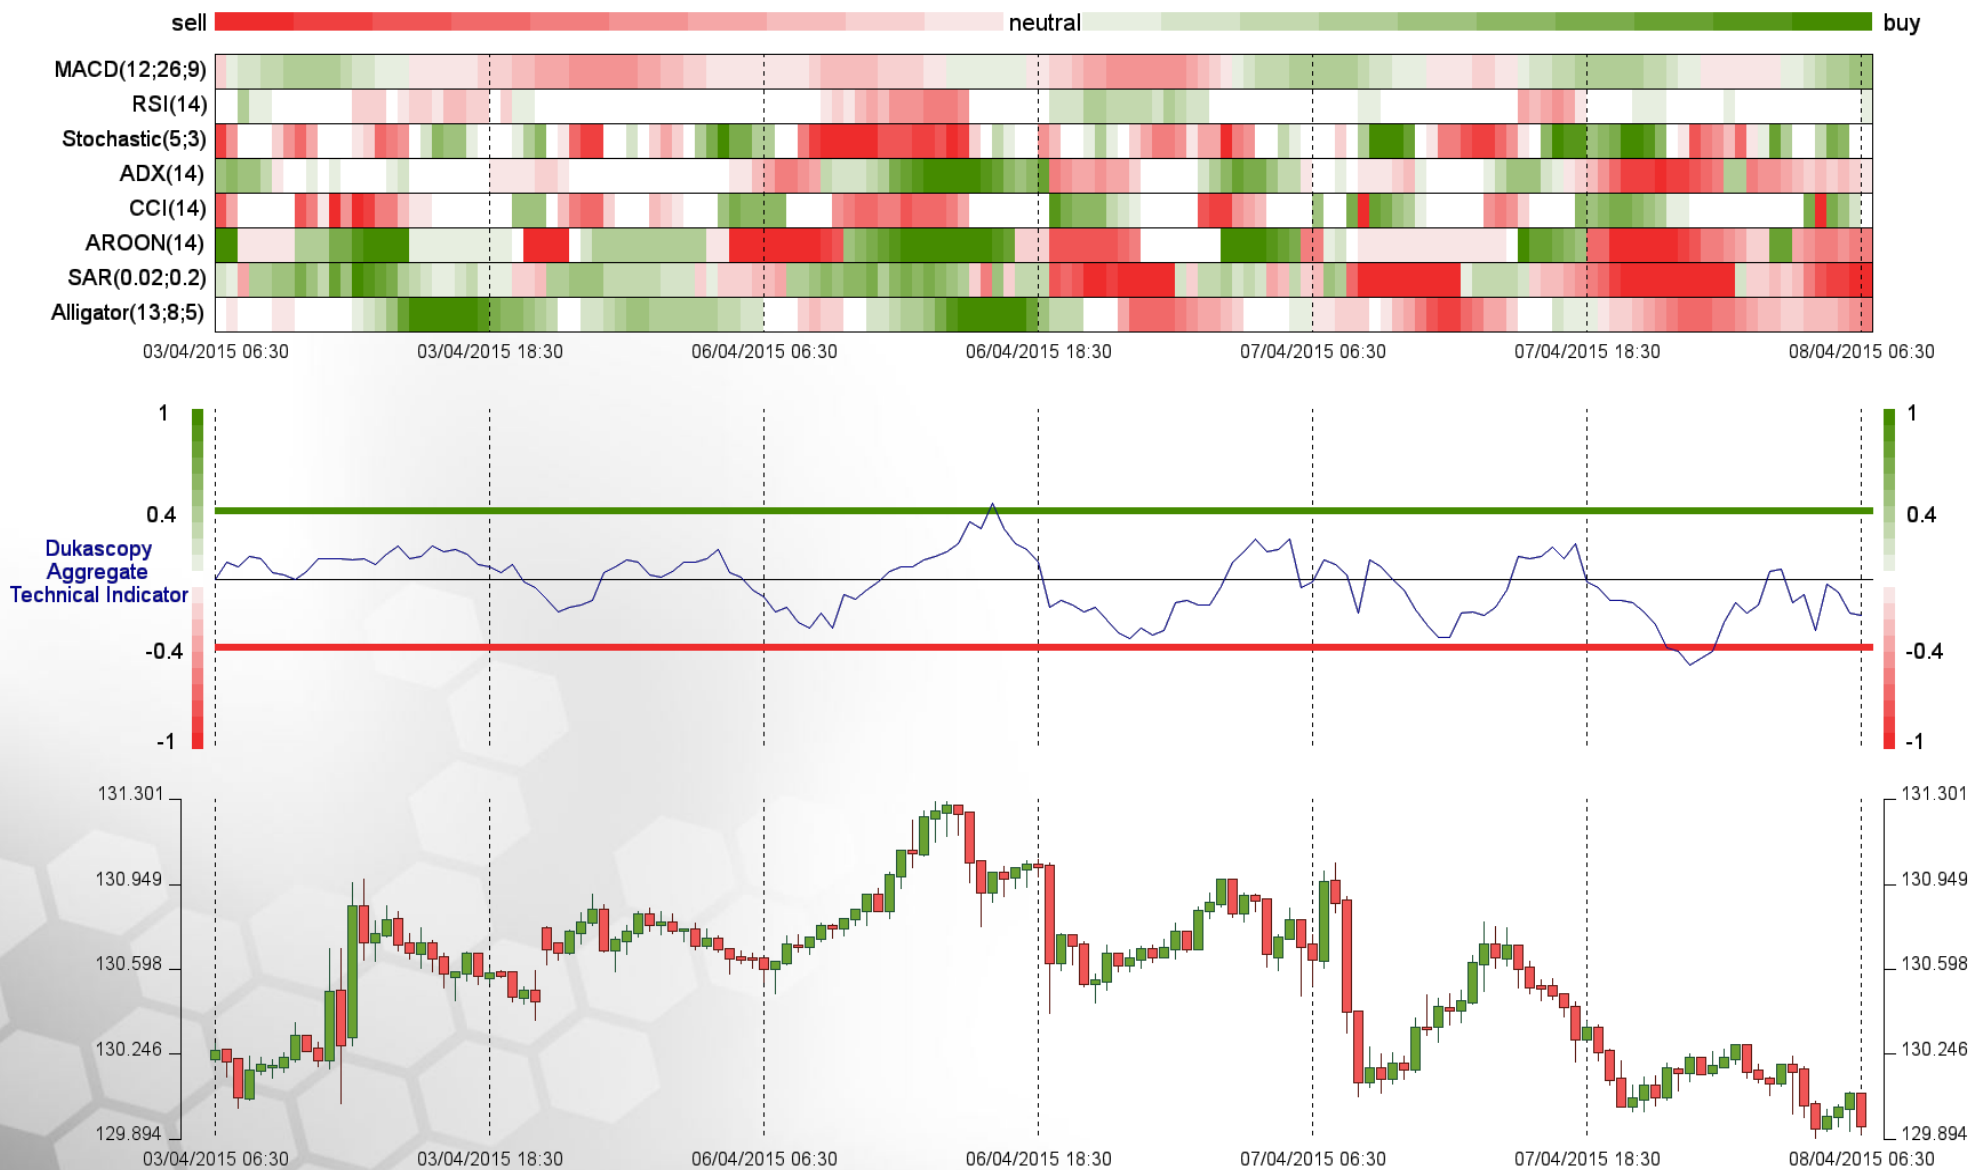 sell neutral buy
MACD(12;26;9)
RSI(14)
Stochastic(5;3)
ADX(14)
CCI(14)
AROON(14)
SAR(0.02;0.2)
Alligator(13;8;5)
03/04/2015 06:30 03/04/2015 18:30 06/04/2015 06:30 06/04/2015 18:30 07/04/2015 06:30 07/04/2015 18:30 08/04/2015 06:30
1 1
0.4 0.4
Dukascopy
Aggregate
Technical Indicator
-0.4 -0.4
-1 -1
131.301 131.301
130.949 130.949
130.598 130.598
130.246 130.246
129.894 129.894
03/04/2015 06:30 03/04/2015 18:30 06/04/2015 06:30 06/04/2015 18:30 07/04/2015 06:30 07/04/2015 18:30 08/04/2015 06:30